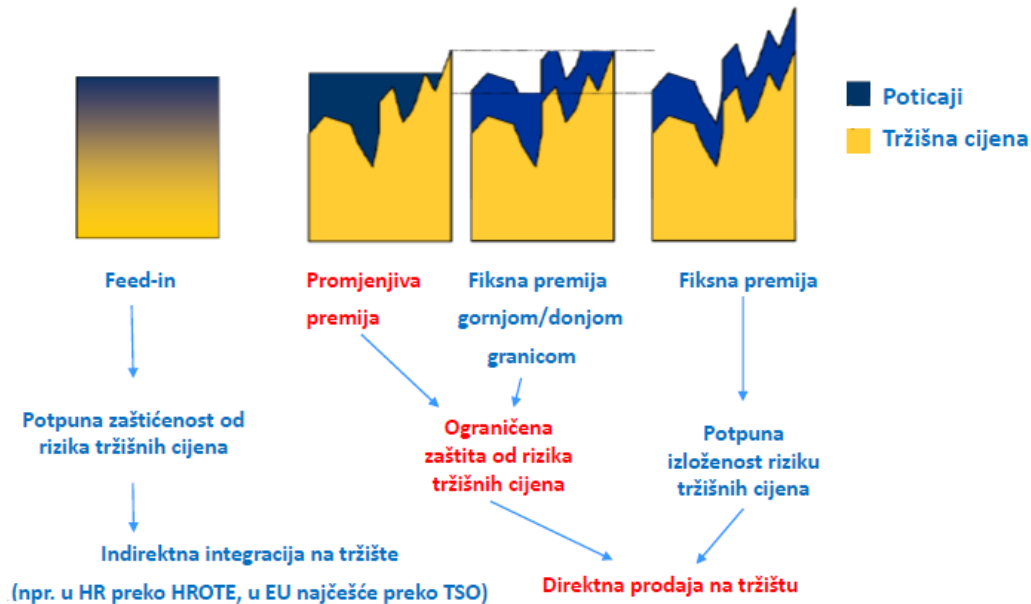 Poticaji
Tržišna cijena
Feed-in
Promjenjiva
premija
Fiksna premija
gornjom/donjom
granicom
Fiksna premija
Potpuna zaštićenost od
rizika tržišnih cijena
Ograničena
zaštita od rizika
tržišnih cijena
Potpuna
izloženost riziku
tržišnih cijena
Indirektna integracija na tržište
(npr. u HR preko HROTE, u EU najčešće preko TSO)
Direktna prodaja na tržištu